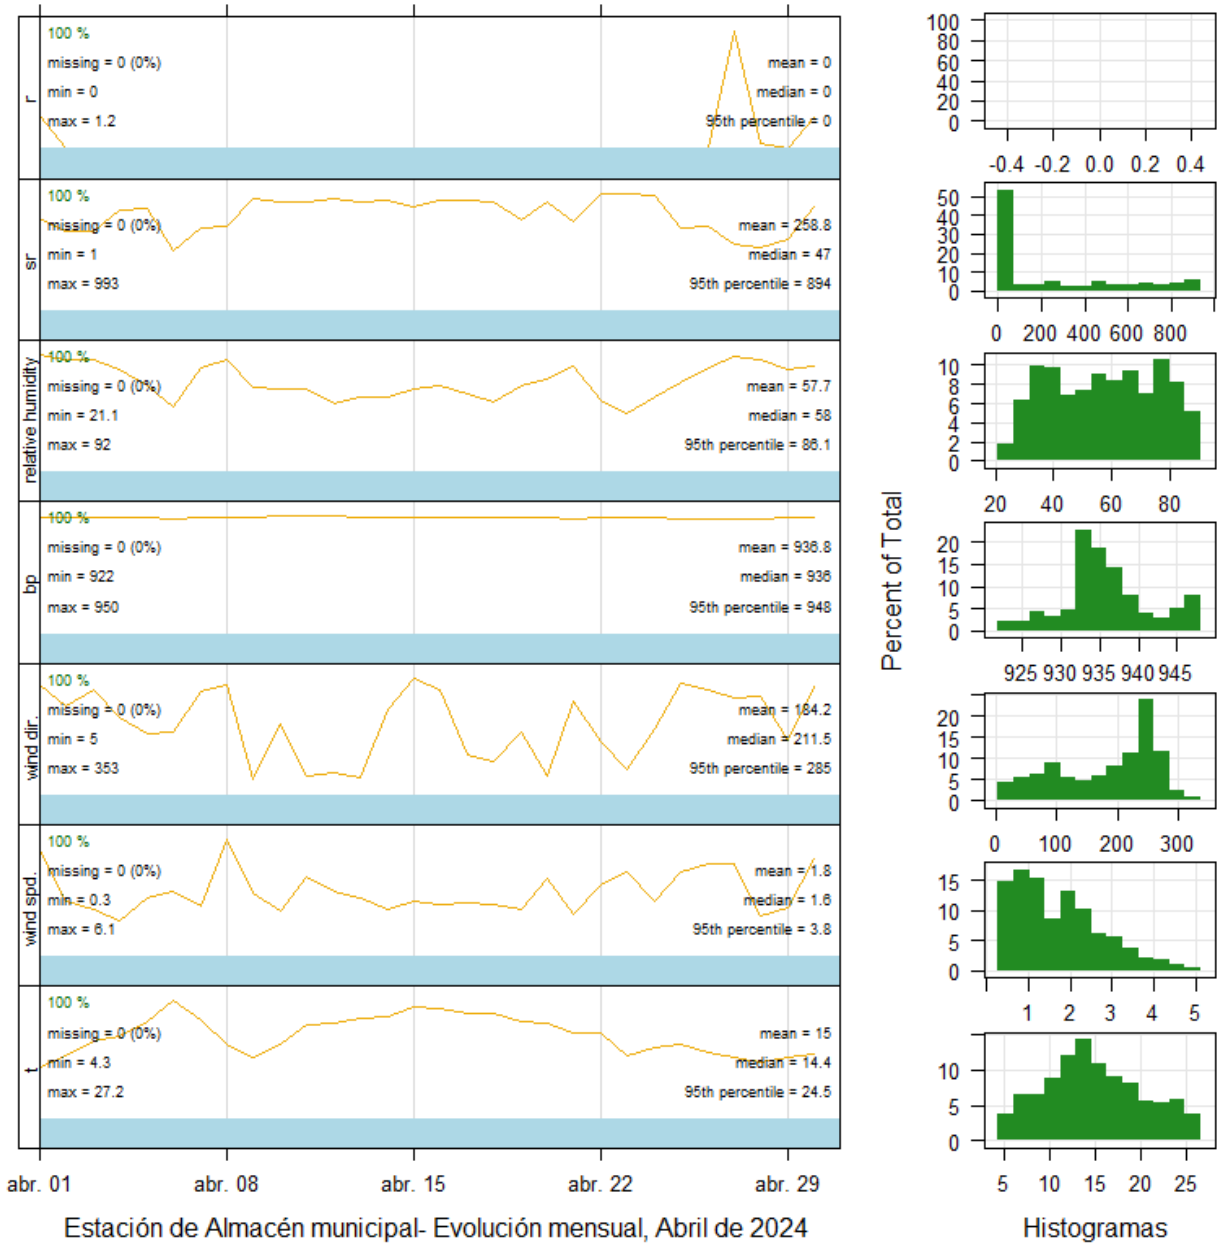 r
100 %
missing = 0 (0%)
min = 0
max = 1.2
mean = 0
median = 0
95th percentile = 0
sr
100 %
missing = 0 (0%)
min = 1
max = 993
mean = 258.8
median = 47
95th percentile = 894
relative humidity
100 %
missing = 0 (0%)
min = 21.1
max = 92
mean = 57.7
median = 58
95th percentile = 86.1
bp
100 %
missing = 0 (0%)
min = 922
max = 950
mean = 936.8
median = 936
95th percentile = 948
wind dir.
100 %
missing = 0 (0%)
min = 5
max = 353
mean = 184.2
median = 211.5
95th percentile = 285
wind spd.
100 %
missing = 0 (0%)
min = 0.3
max = 6.1
mean = 1.8
median = 1.6
95th percentile = 3.8
t
100 %
missing = 0 (0%)
min = 4.3
max = 27.2
mean = 15
median = 14.4
95th percentile = 24.5
abr. 01 abr. 08 abr. 15 abr. 22 abr. 29
Estación de Almacén municipal- Evolución mensual, Abril de 2024
Percent of Total
100
80
60
40
20
0
-0.4 -0.2 0.0 0.2 0.4
50
40
30
20
10
0
0 200 400 600 800
10
8
6
4
2
0
20 40 60 80
20
15
10
5
0
925 930 935 940 945
20
15
10
5
0
0 100 200 300
15
10
5
0
1 2 3 4 5
10
5
0
5 10 15 20 25
Histogramas